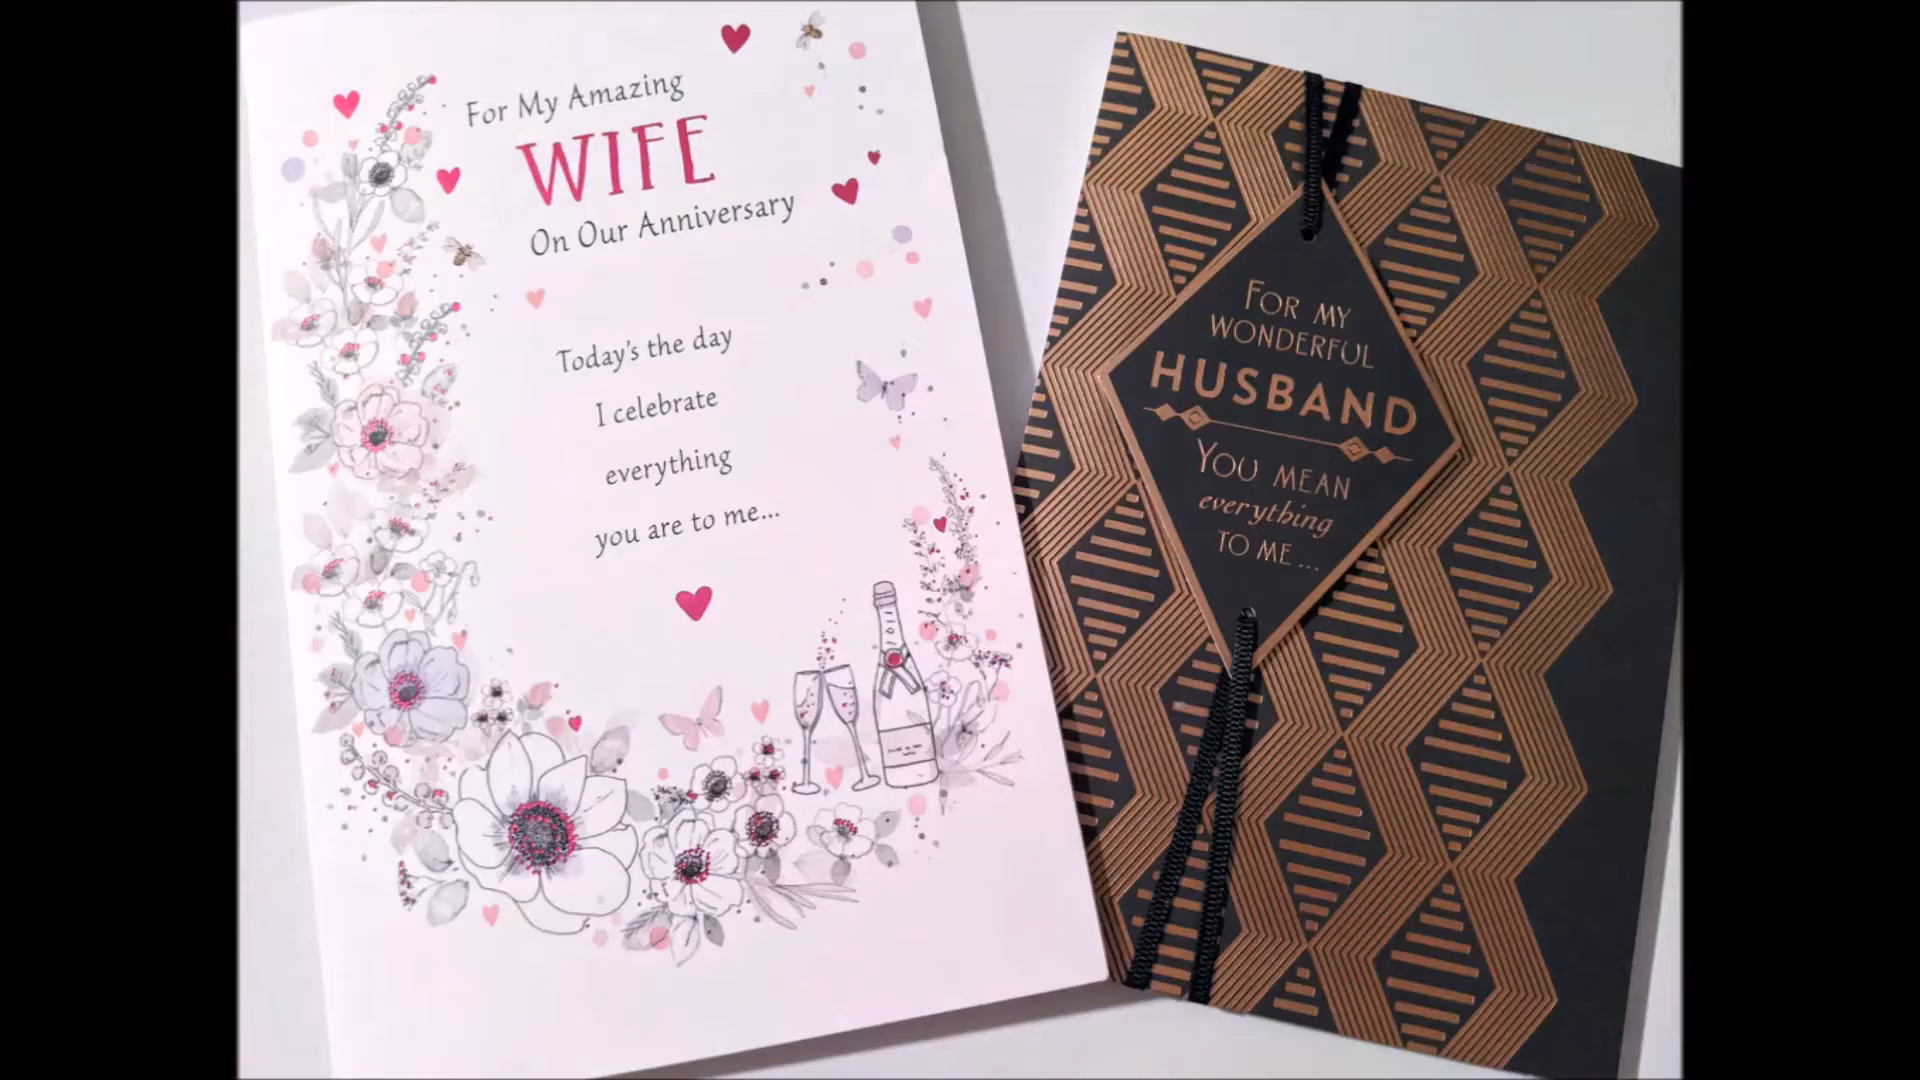 For My Amazing
WIFE
On Our Anniversary
Today's the day
I celebrate
everything
you are to me...
FOR MY
WONDERFUL
HUSBAND
YOU MEAN
everything
TO ME ...